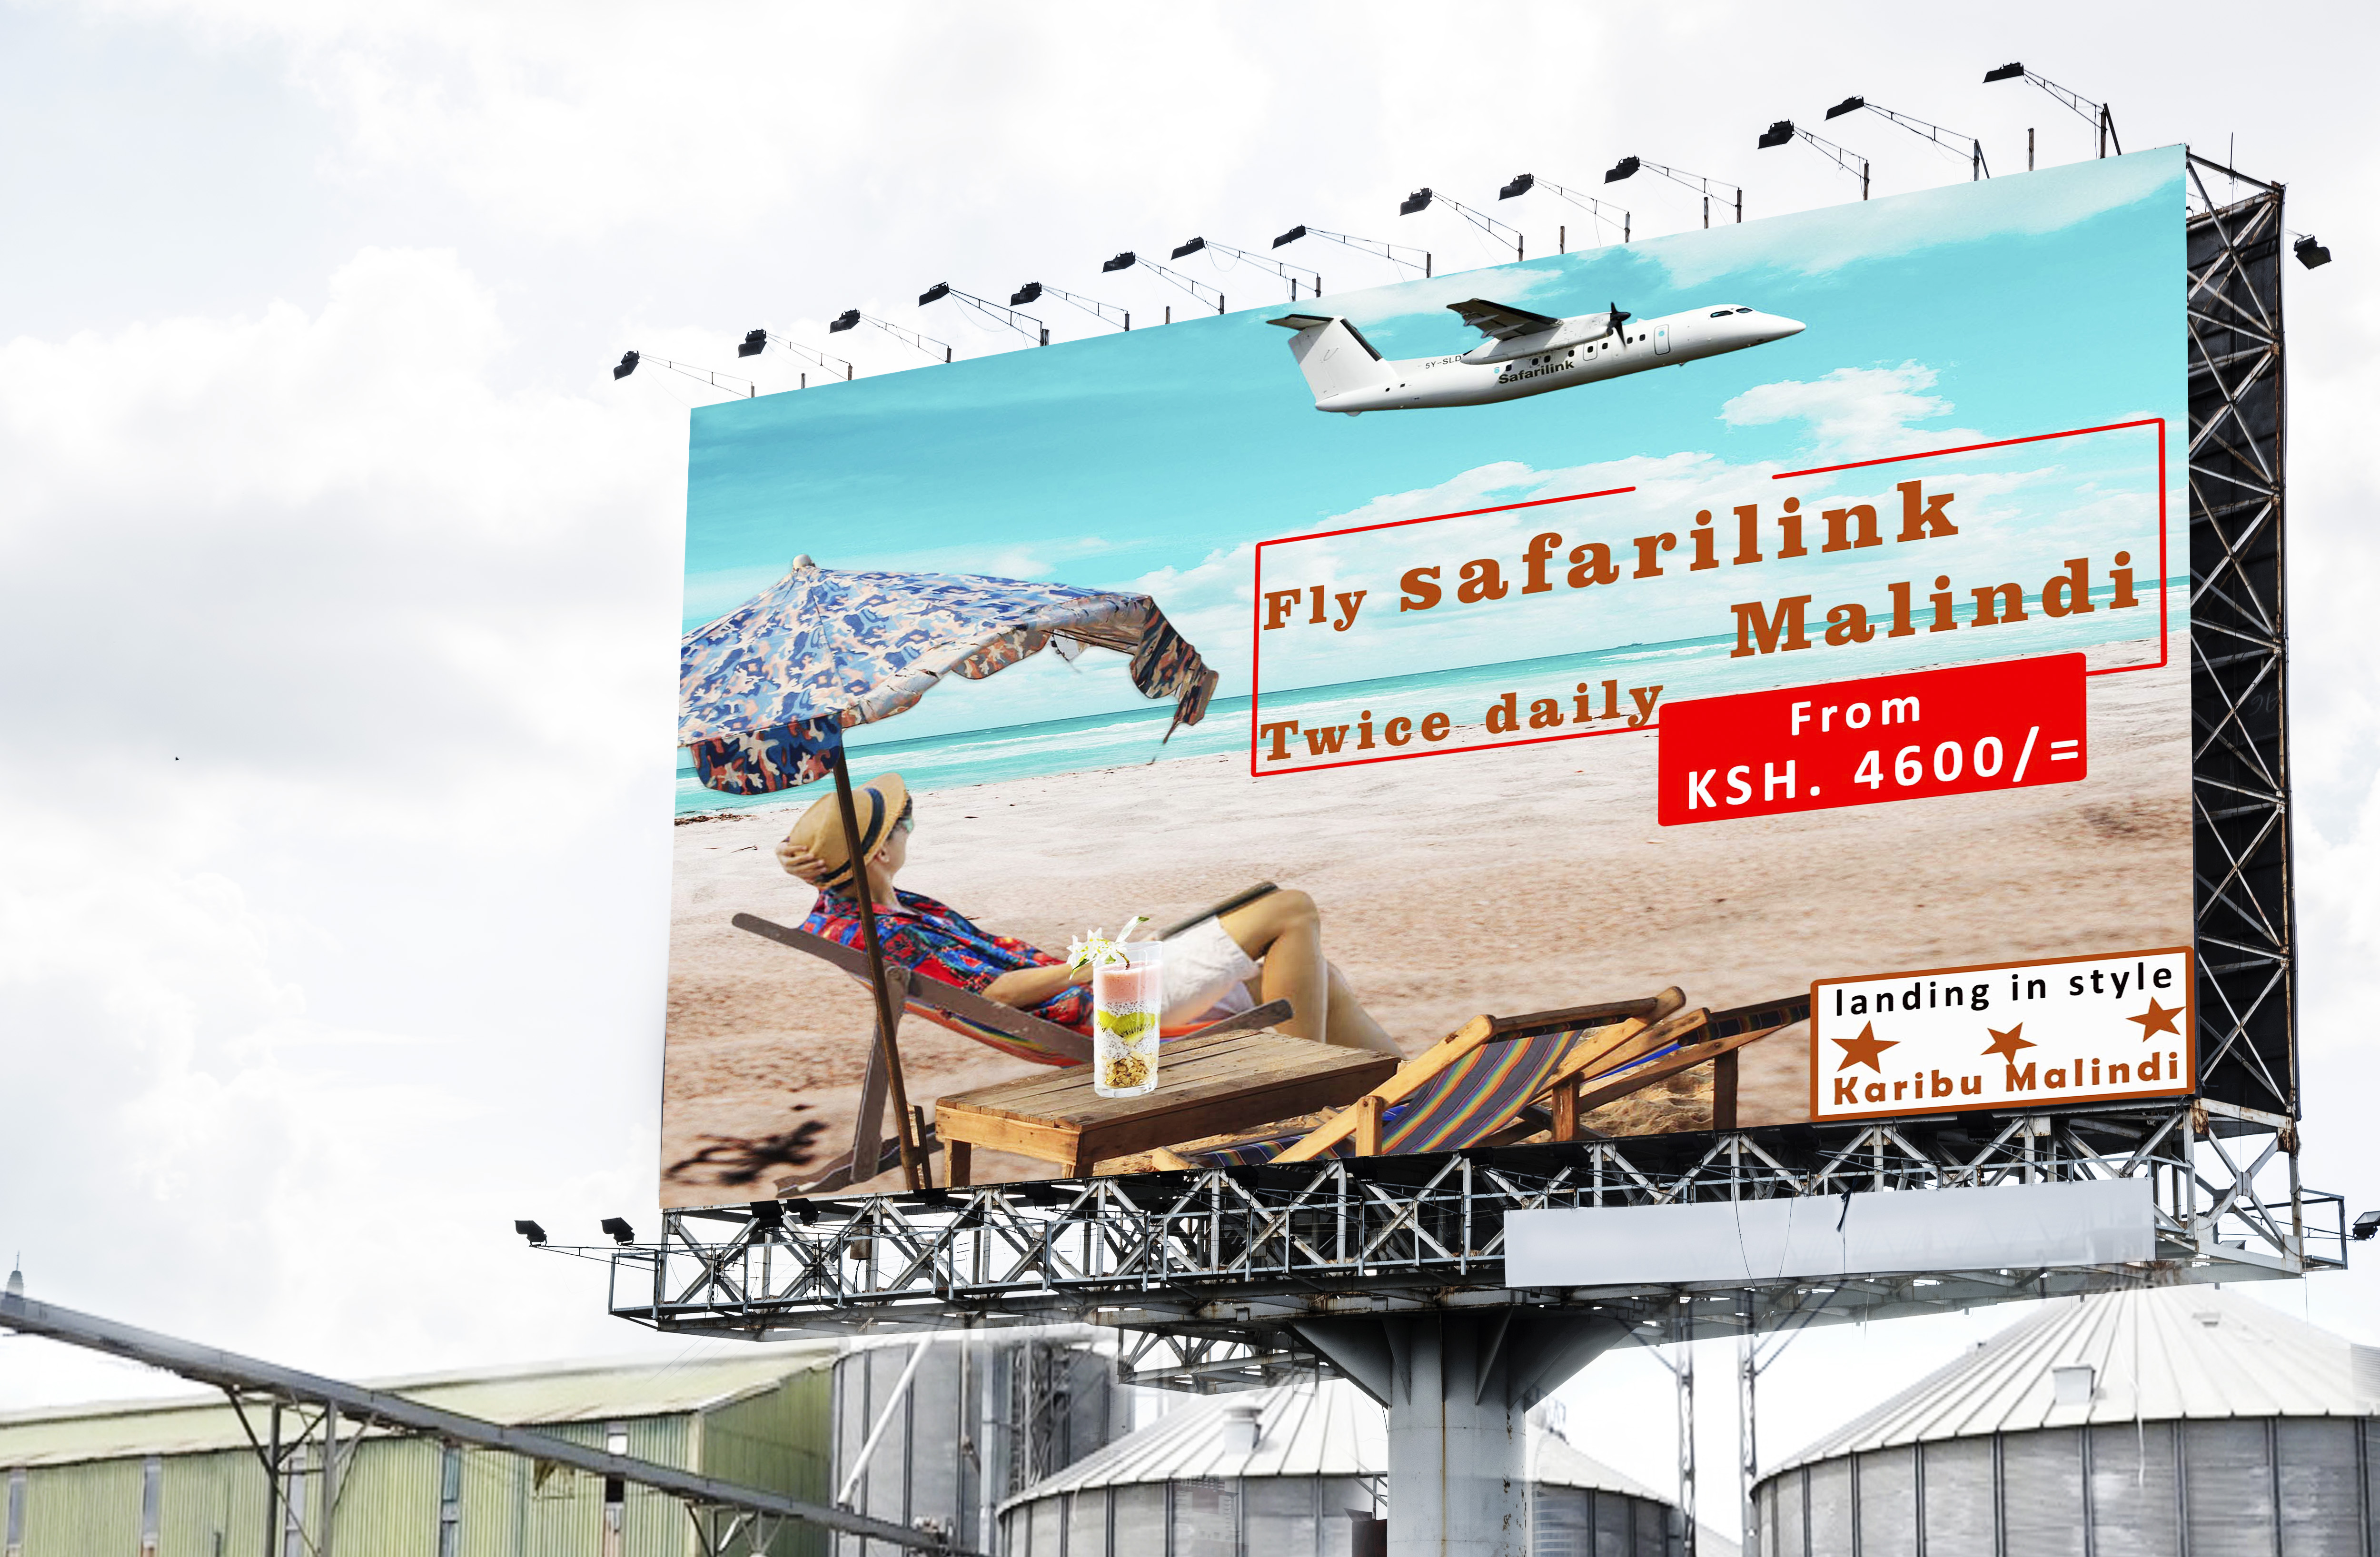 5Y-SLD
Safarilink
Fly safarilink
Malindi
Twice daily
From
KSH. 4600/=
landing in style
Karibu Malindi